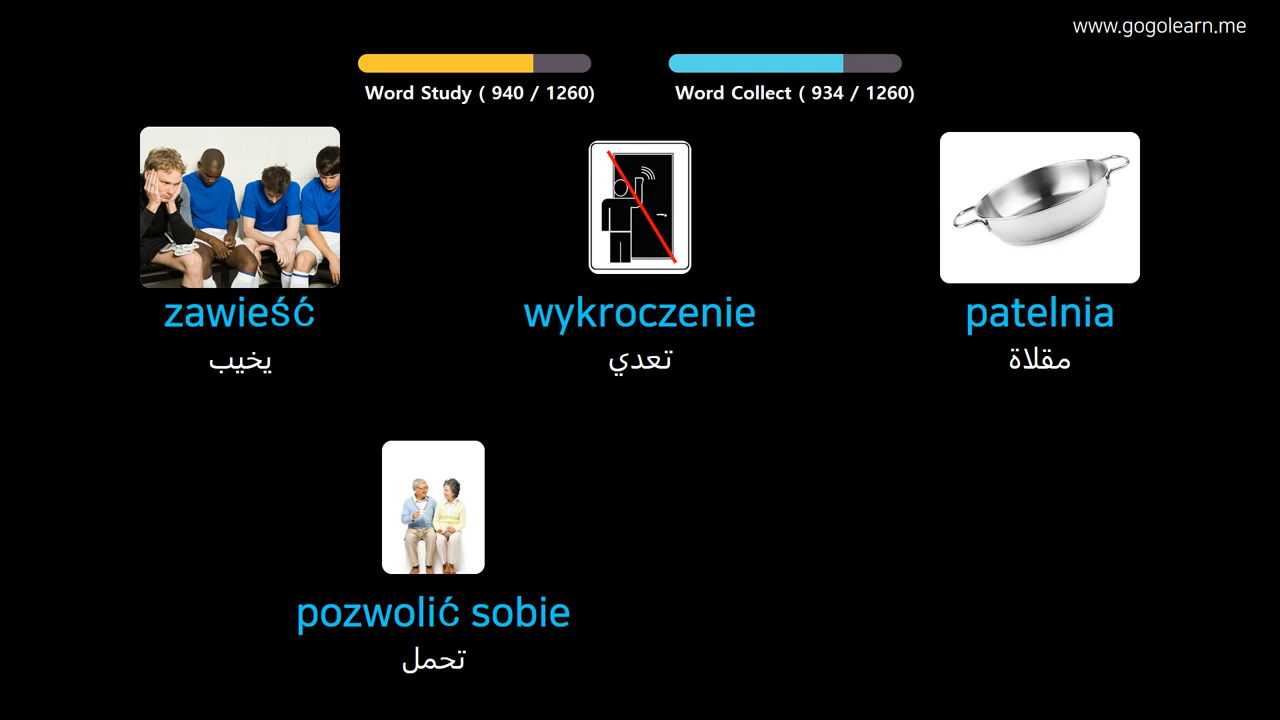 www.gogolearn.me
Word Study ( 940 / 1260)
Word Collect ( 934 / 1260)
zawieść
wykroczenie
patelnia
يخيب
تعدي
مقلاة
pozwolić sobie
تحمل